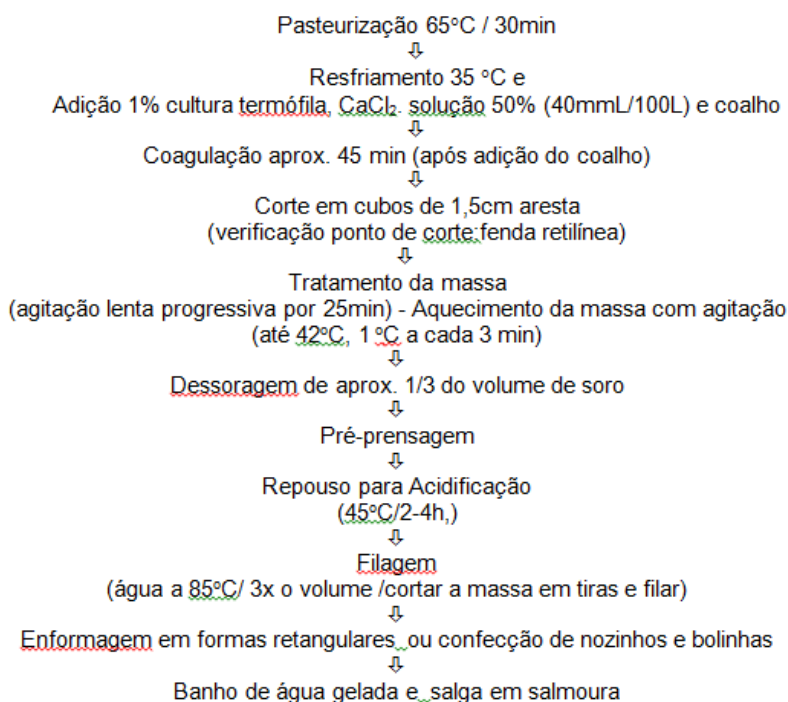 Pasteurização 65ºC / 30min
⇩
Resfriamento 35 ºC e
Adição 1% cultura termófila, CaCl₂. solução 50% (40mmL/100L) e coalho
⇩
Coagulação aprox. 45 min (após adição do coalho)
⇩
Corte em cubos de 1,5cm aresta
(verificação ponto de corte:fenda retilínea)
⇩
Tratamento da massa
(agitação lenta progressiva por 25min) - Aquecimento da massa com agitação
(até 42ºC, 1 ºC a cada 3 min)
⇩
Dessoragem de aprox. 1/3 do volume de soro
⇩
Pré-prensagem
⇩
Repouso para Acidificação
(45ºC/2-4h,)
⇩
Filagem
(água a 85ºC/ 3x o volume /cortar a massa em tiras e filar)
⇩
Enformagem em formas retangulares ou confecção de nozinhos e bolinhas
⇩
Banho de água gelada e salga em salmoura